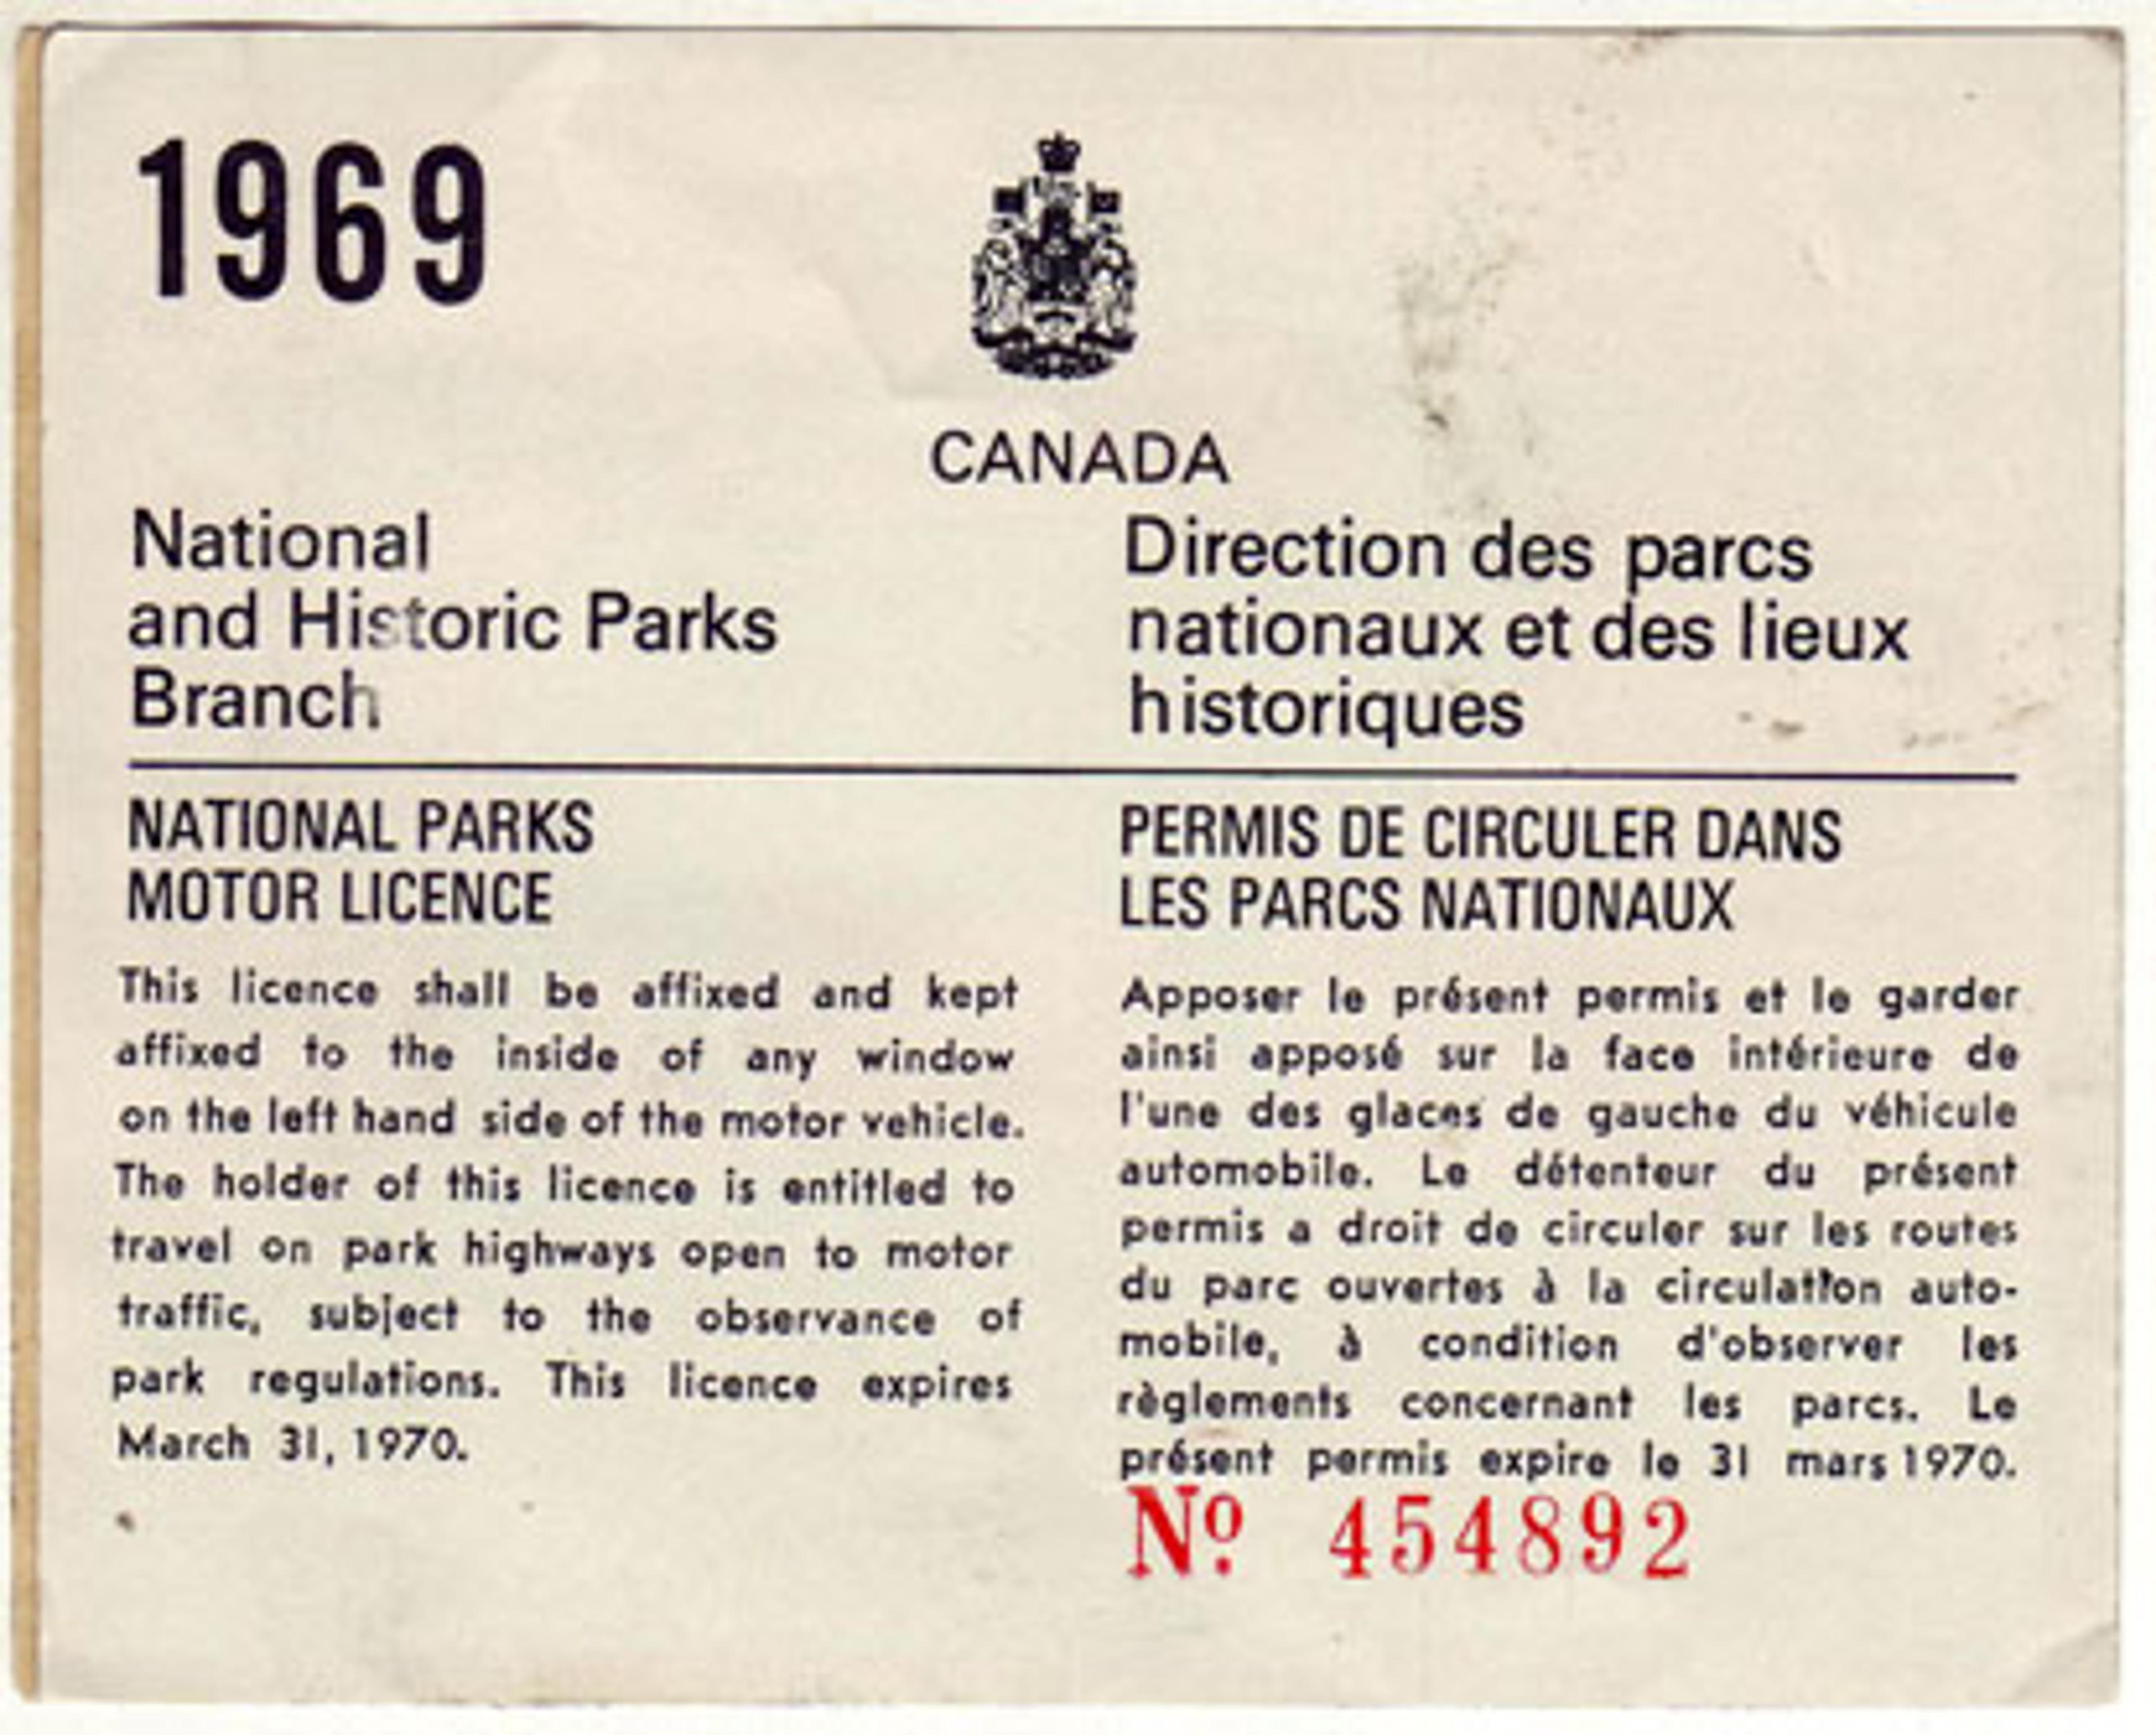 1969
CANADA
National
and Historic Parks
Branch
Direction des parcs
nationaux et des lieux
historiques
NATIONAL PARKS
MOTOR LICENCE
This licence shall be affixed and kept
affixed to the inside of any window
on the left hand side of the motor vehicle.
The holder of this licence is entitled to
travel on park highways open to motor
traffic, subject to the observance of
park regulations. This licence expires
March 31, 1970.
PERMIS DE CIRCULER DANS
LES PARCS NATIONAUX
Apposer le présent permis et le garder
ainsi apposé sur la face intérieure de
l'une des glaces de gauche du véhicule
automobile. Le détenteur du présent
permis a droit de circuler sur les routes
du parc ouvertes à la circulation auto-
mobile, à condition d'observer les
règlements concernant les parcs. Le
présent permis expire le 31 mars 1970.
Nº 454892